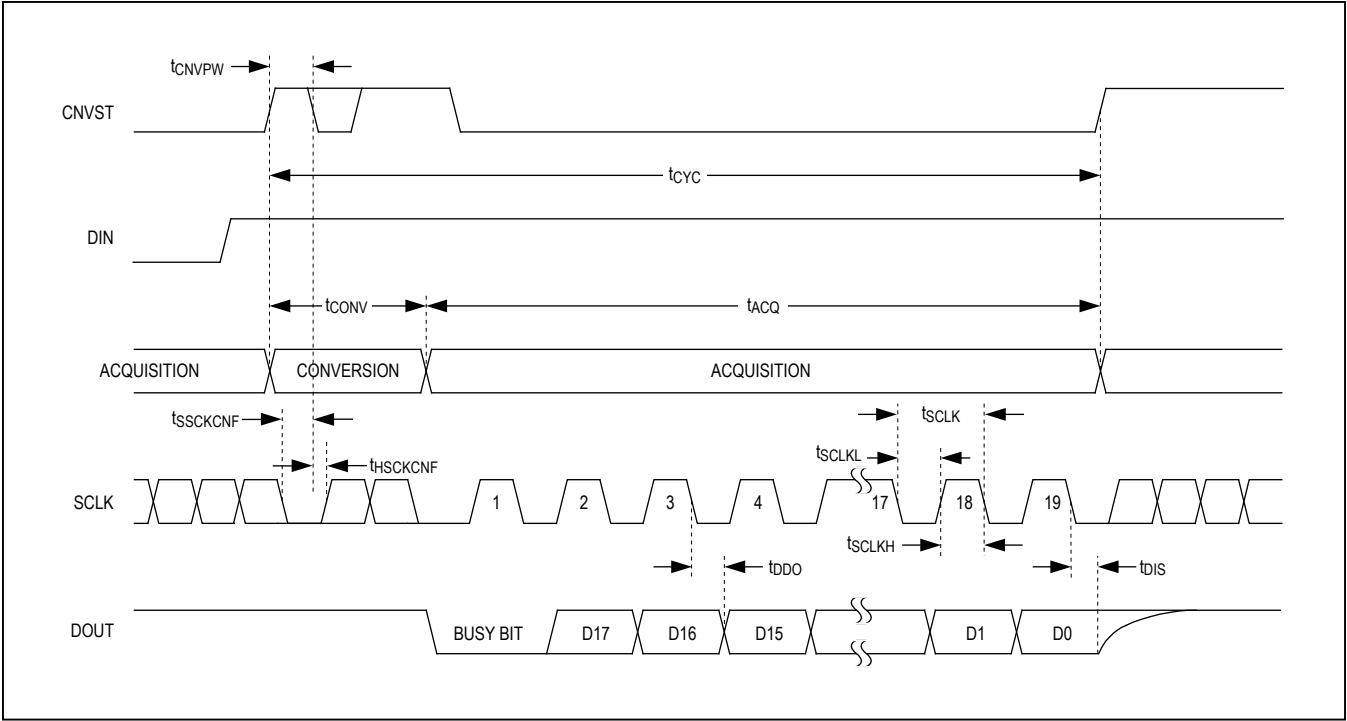 tCNVPW
CNVST
tCYC
DIN
tCONV
tACQ
ACQUISITION
CONVERSION
ACQUISITION
tSSCKCNF
tSCLK
tHSCKCNF
tSCLKL
SCLK
1
2
3
4
17
18
19
tSCLKH
tDDO
tDIS
DOUT
BUSY BIT
D17
D16
D15
D1
D0